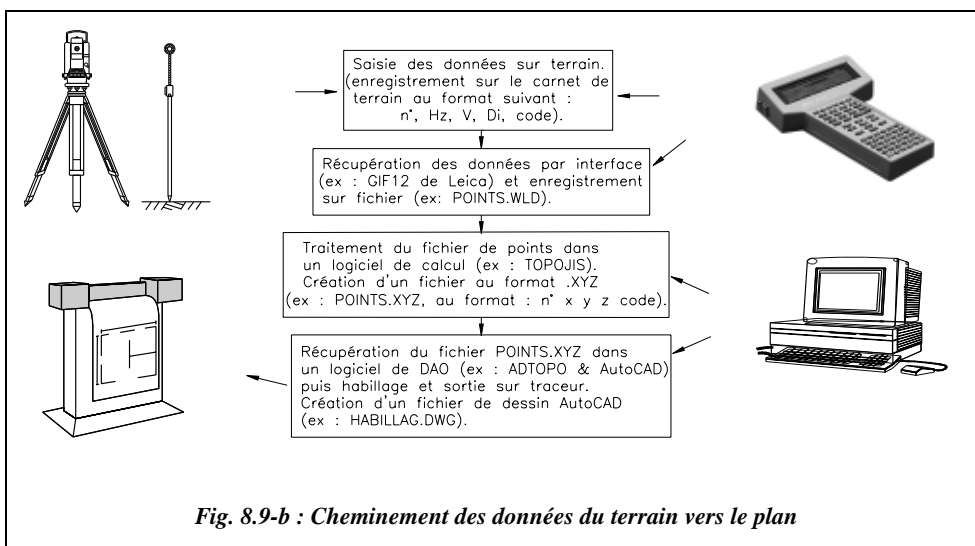 Saisie des données sur terrain.
(enregistrement sur le carnet de
terrain au format suivant :
n°, Hz, V, Di, code).
Récupération des données par interface
(ex : GIF12 de Leica) et enregistrement
sur fichier (ex: POINTS.WLD).
Traitement du fichier de points dans
un logiciel de calcul (ex : TOPOJIS).
Création d'un fichier au format .XYZ
(ex : POINTS.XYZ, au format : n° x y z code).
Récupération du fichier POINTS.XYZ dans
un logiciel de DAO (ex : ADTOPO & AutoCAD)
puis habillage et sortie sur traceur.
Création d'un fichier de dessin AutoCAD
(ex : HABILLAG.DWG).
Fig. 8.9-b : Cheminement des données du terrain vers le plan